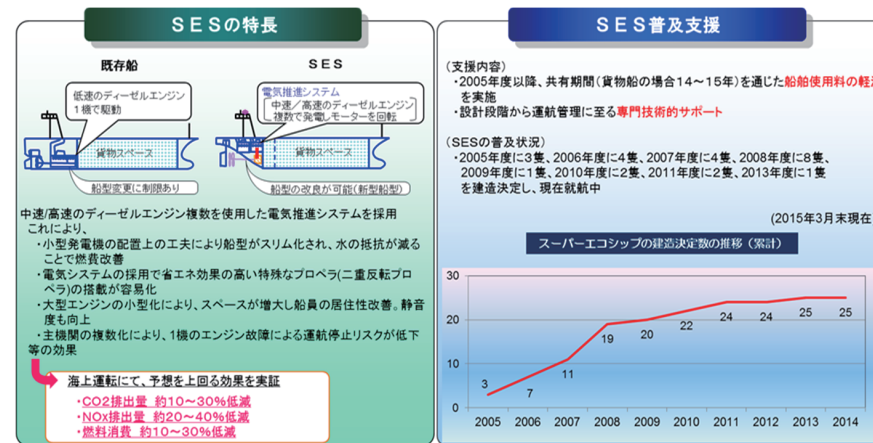 ＳＥＳの特長
既存船
ＳＥＳ
低速のディーゼルエンジン
１機で駆動
電気推進システム
中速／高速のディーゼルエンジン
複数で発電しモーターを回転
貨物スペース
貨物スペース
船型変更に制限あり
船型の改良が可能（新型船型）
中速/高速のディーゼルエンジン複数を使用した電気推進システムを採用
これにより、
・小型発電機の配置上の工夫により船型がスリム化され、水の抵抗が減る
ことで燃費改善
・電気システムの採用で省エネ効果の高い特殊なプロペラ(二重反転プロ
ペラ)の搭載が容易化
・大型エンジンの小型化により、スペースが増大し船員の居住性改善。静音
度も向上
・主機関の複数化により、1機のエンジン故障による運航停止リスクが低下
等の効果
海上運転にて、予想を上回る効果を実証
・CO2排出量 約10～30%低減
・NOx排出量 約20～40%低減
・燃料消費 約10～30%低減
ＳＥＳ普及支援
（支援内容）
・2005年度以降、共有期間（貨物船の場合１４～１５年）を通じた船舶使用料の軽
を実施
・設計段階から運航管理に至る専門技術的サポート
（SESの普及状況）
・2005年度に3隻、2006年度に4隻、2007年度に4隻、2008年度に8隻、
2009年度に1隻、2010年度に2隻、2011年度に2隻、2013年度に1隻
を建造決定し、現在就航中
(2015年3月末現在
スーパーエコシップの建造決定数の推移（累計）
30
20
10
0
3
7
11
19
20
22
24
24
25
25
2005
2006
2007
2008
2009
2010
2011
2012
2013
2014